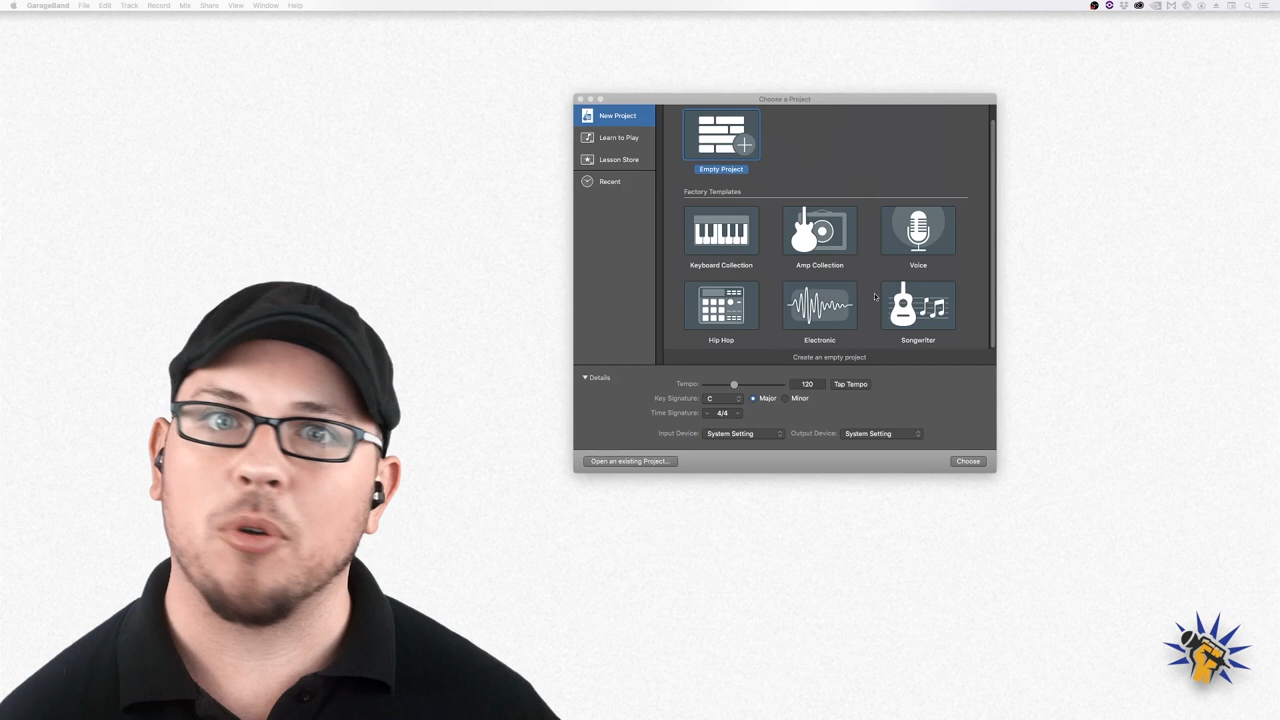 GarageBand File Edit Track Record Mix Share View Window Help
Choose a Project
New Project
Learn to Play
Lesson Store
Recent
Empty Project
Factory Templates
Keyboard Collection Amp Collection Voice
Hip Hop Electronic Songwriter
Create an empty project
Details
Tempo: 120 Tap Tempo
Key Signature: C Major Minor
Time Signature: 4/4
Input Device: System Setting Output Device: System Setting
Open an existing Project... Choose